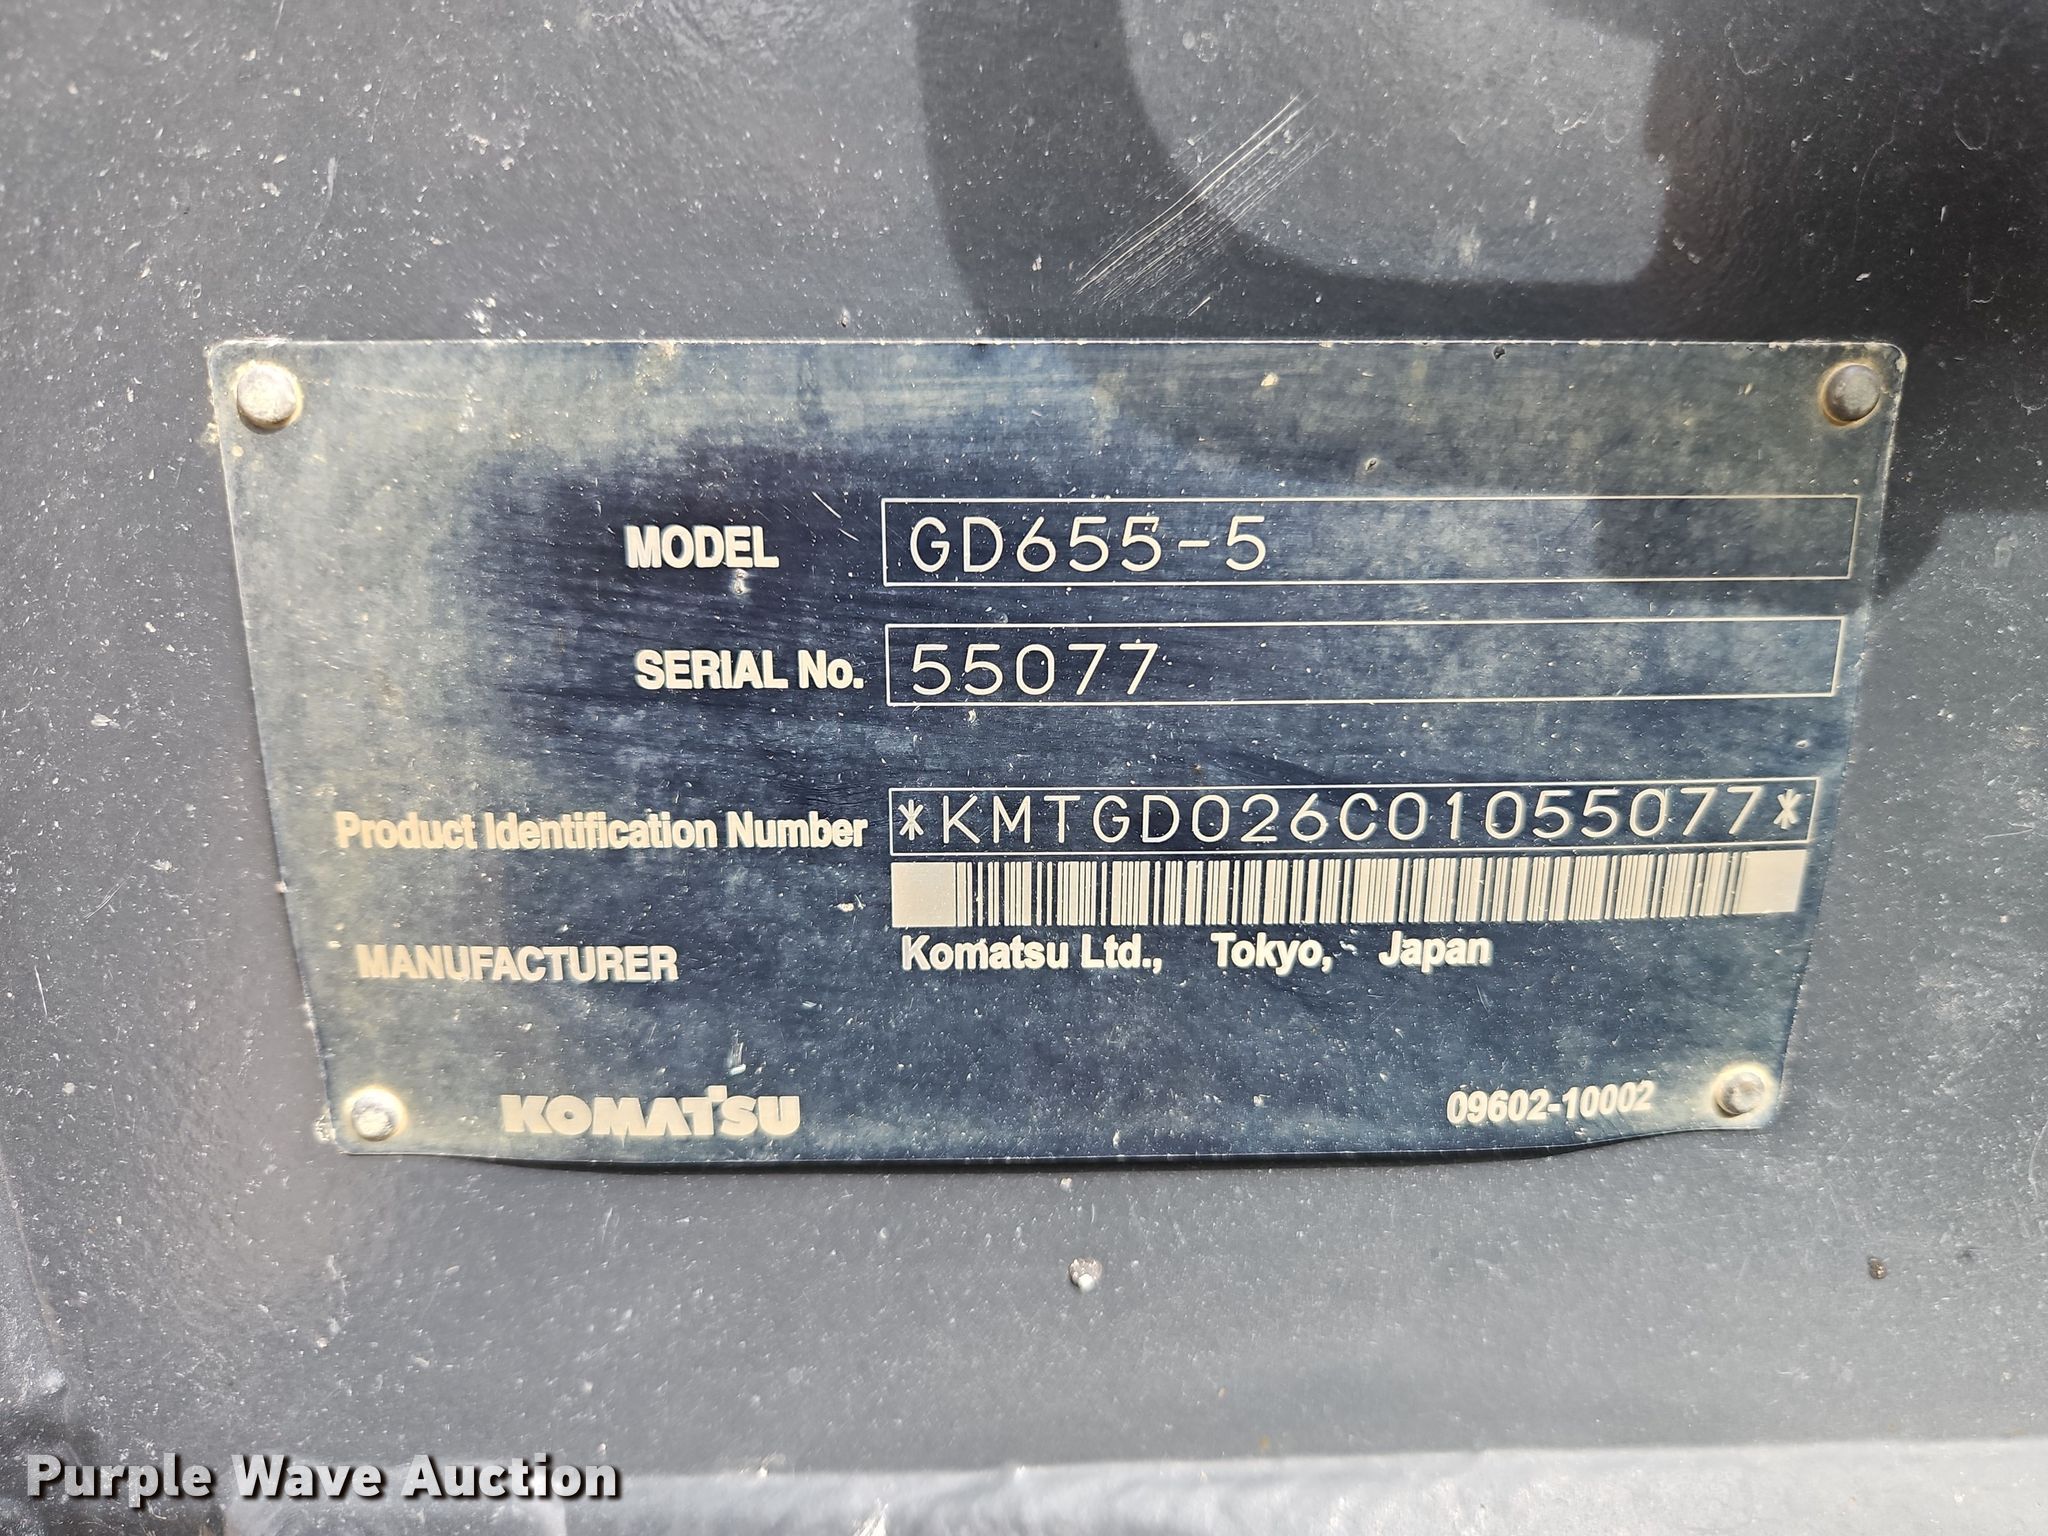 MODEL GD655-5
SERIAL No. 55077
Product Identification Number *KMTGD026C01055077*
MANUFACTURER Komatsu Ltd., Tokyo, Japan
KOMATSU 09602-10002
Purple Wave Auction